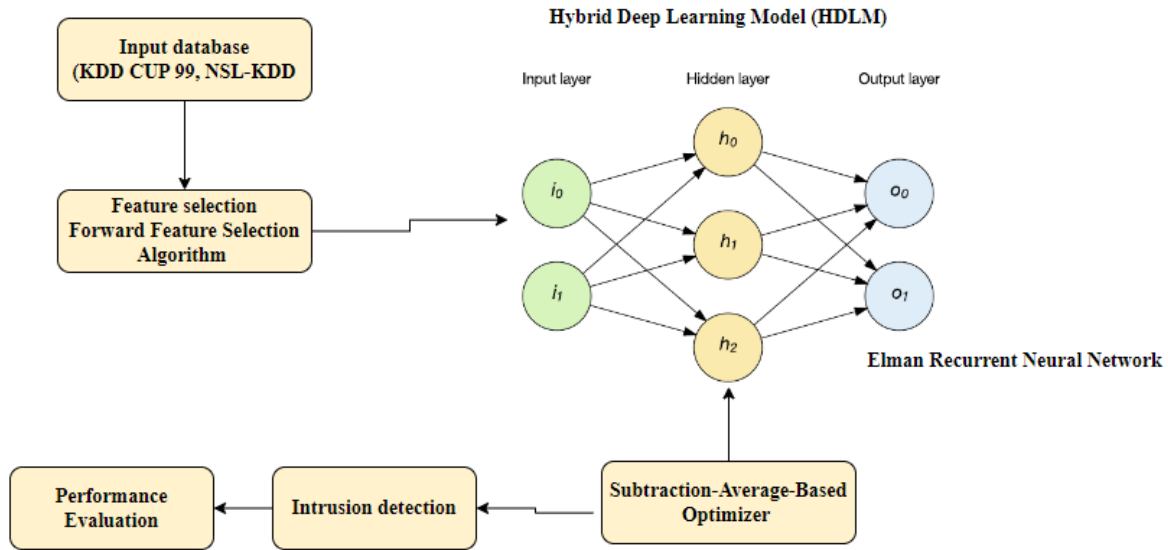 Hybrid Deep Learning Model (HDLM)
Input database
(KDD CUP 99, NSL-KDD
Input layer
Hidden layer
Output layer
h0
i0
o0
Feature selection
Forward Feature Selection
Algorithm
h1
i1
o1
h2
Elman Recurrent Neural Network
Performance
Evaluation
Intrusion detection
Subtraction-Average-Based
Optimizer